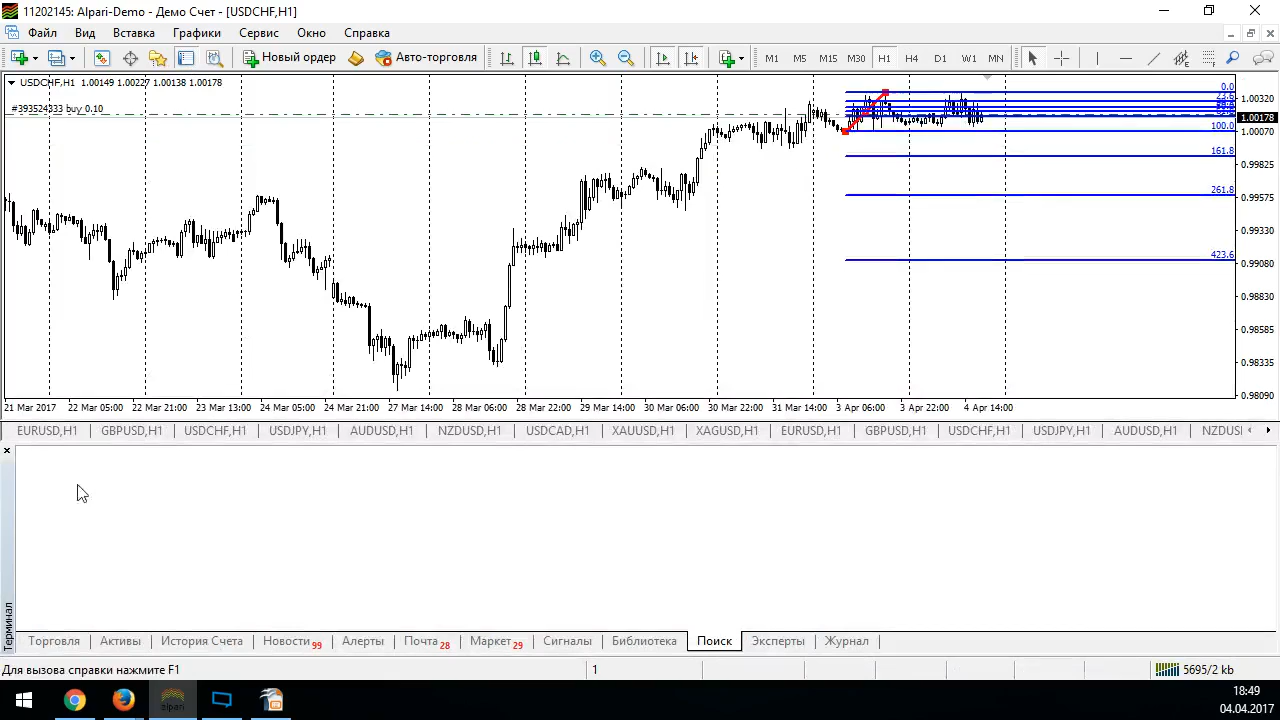 11202145: Alpari-Demo - Демо Счет - [USDCHF,H1]
Файл Вид Вставка Графики Сервис Окно Справка
Новый ордер Авто-торговля M1 M5 M15 M30 H1 H4 D1 W1 MN
USDCHF,H1 1.00149 1.00227 1.00138 1.00178
#393524333 buy 0.10
0.0
23.6
100.0
161.8
261.8
423.6
1.00320
1.00178
1.00070
0.99825
0.99575
0.99330
0.99080
0.98830
0.98585
0.98335
0.98090
21 Mar 2017 22 Mar 05:00 22 Mar 21:00 23 Mar 13:00 24 Mar 05:00 24 Mar 21:00 27 Mar 14:00 28 Mar 06:00 28 Mar 22:00 29 Mar 14:00 30 Mar 06:00 30 Mar 22:00 31 Mar 14:00 3 Apr 06:00 3 Apr 22:00 4 Apr 14:00
EURUSD,H1 GBPUSD,H1 USDCHF,H1 USDJPY,H1 AUDUSD,H1 NZDUSD,H1 USDCAD,H1 XAUUSD,H1 XAGUSD,H1 EURUSD,H1 GBPUSD,H1 USDCHF,H1 USDJPY,H1 AUDUSD,H1 NZDUSI
Терминал
Торговля Активы История Счета Новости 99 Алерты Почта 28 Маркет 29 Сигналы Библиотека Поиск Эксперты Журнал
Для вызова справки нажмите F1 1 5695/2 kb
alpari
18:49
04.04.2017